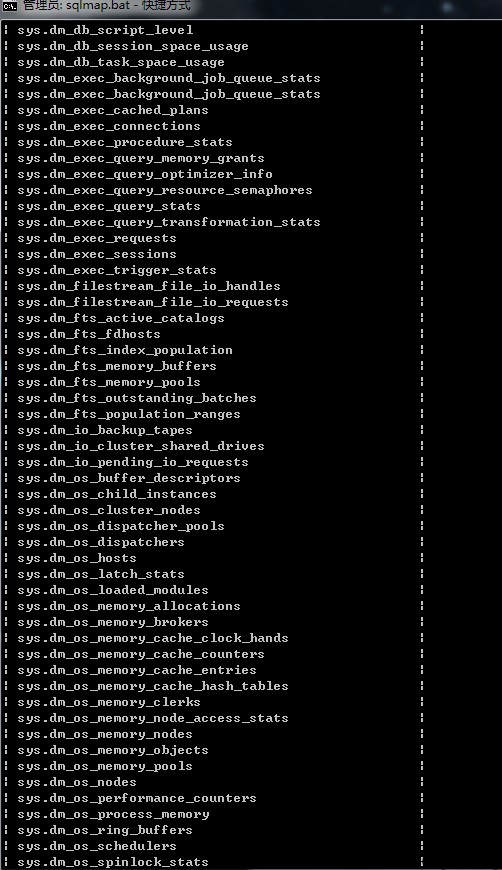 管理员: sqlmap.bat - 快捷方式
¦ sys.dm_db_script_level ¦
¦ sys.dm_db_session_space_usage ¦
¦ sys.dm_db_task_space_usage ¦
¦ sys.dm_exec_background_job_queue_stats ¦
¦ sys.dm_exec_background_job_queue_stats ¦
¦ sys.dm_exec_cached_plans ¦
¦ sys.dm_exec_connections ¦
¦ sys.dm_exec_procedure_stats ¦
¦ sys.dm_exec_query_memory_grants ¦
¦ sys.dm_exec_query_optimizer_info ¦
¦ sys.dm_exec_query_resource_semaphores ¦
¦ sys.dm_exec_query_stats ¦
¦ sys.dm_exec_query_transformation_stats ¦
¦ sys.dm_exec_requests ¦
¦ sys.dm_exec_sessions ¦
¦ sys.dm_exec_trigger_stats ¦
¦ sys.dm_filestream_file_io_handles ¦
¦ sys.dm_filestream_file_io_requests ¦
¦ sys.dm_fts_active_catalogs ¦
¦ sys.dm_fts_fdhosts ¦
¦ sys.dm_fts_index_population ¦
¦ sys.dm_fts_memory_buffers ¦
¦ sys.dm_fts_memory_pools ¦
¦ sys.dm_fts_outstanding_batches ¦
¦ sys.dm_fts_population_ranges ¦
¦ sys.dm_io_backup_tapes ¦
¦ sys.dm_io_cluster_shared_drives ¦
¦ sys.dm_io_pending_io_requests ¦
¦ sys.dm_os_buffer_descriptors ¦
¦ sys.dm_os_child_instances ¦
¦ sys.dm_os_cluster_nodes ¦
¦ sys.dm_os_dispatcher_pools ¦
¦ sys.dm_os_dispatchers ¦
¦ sys.dm_os_hosts ¦
¦ sys.dm_os_latch_stats ¦
¦ sys.dm_os_loaded_modules ¦
¦ sys.dm_os_memory_allocations ¦
¦ sys.dm_os_memory_brokers ¦
¦ sys.dm_os_memory_cache_clock_hands ¦
¦ sys.dm_os_memory_cache_counters ¦
¦ sys.dm_os_memory_cache_entries ¦
¦ sys.dm_os_memory_cache_hash_tables ¦
¦ sys.dm_os_memory_clerks ¦
¦ sys.dm_os_memory_node_access_stats ¦
¦ sys.dm_os_memory_nodes ¦
¦ sys.dm_os_memory_objects ¦
¦ sys.dm_os_memory_pools ¦
¦ sys.dm_os_nodes ¦
¦ sys.dm_os_performance_counters ¦
¦ sys.dm_os_process_memory ¦
¦ sys.dm_os_ring_buffers ¦
¦ sys.dm_os_schedulers ¦
¦ sys.dm_os_spinlock_stats ¦